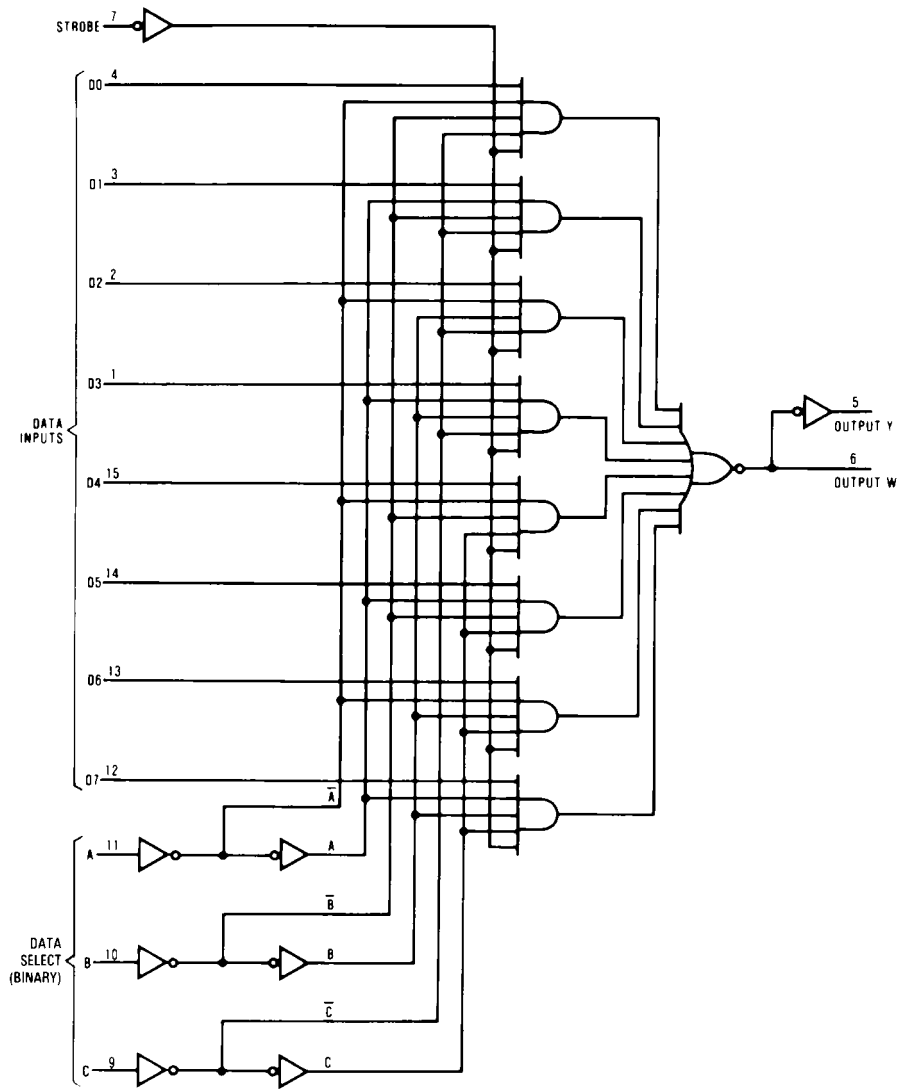 STROBE 7
D0 4
D1 3
D2 2
D3 1
DATA
INPUTS
D4 15
D5 14
D6 13
D7 12
5
OUTPUT Y
6
OUTPUT W
A̅
A 11
A
B̅
DATA
SELECT
(BINARY)
B 10
B
C̅
C 9
C